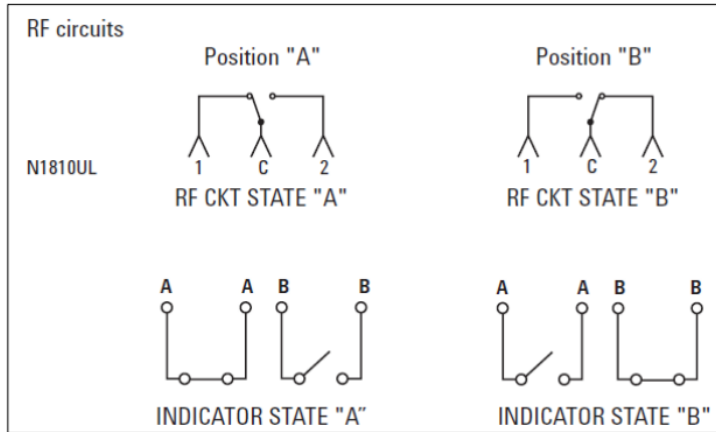 RF circuits
Position "A" Position "B"
N1810UL
1 C 2 1 C 2
RF CKT STATE "A" RF CKT STATE "B"
A A B B A A B B
INDICATOR STATE "A" INDICATOR STATE "B"